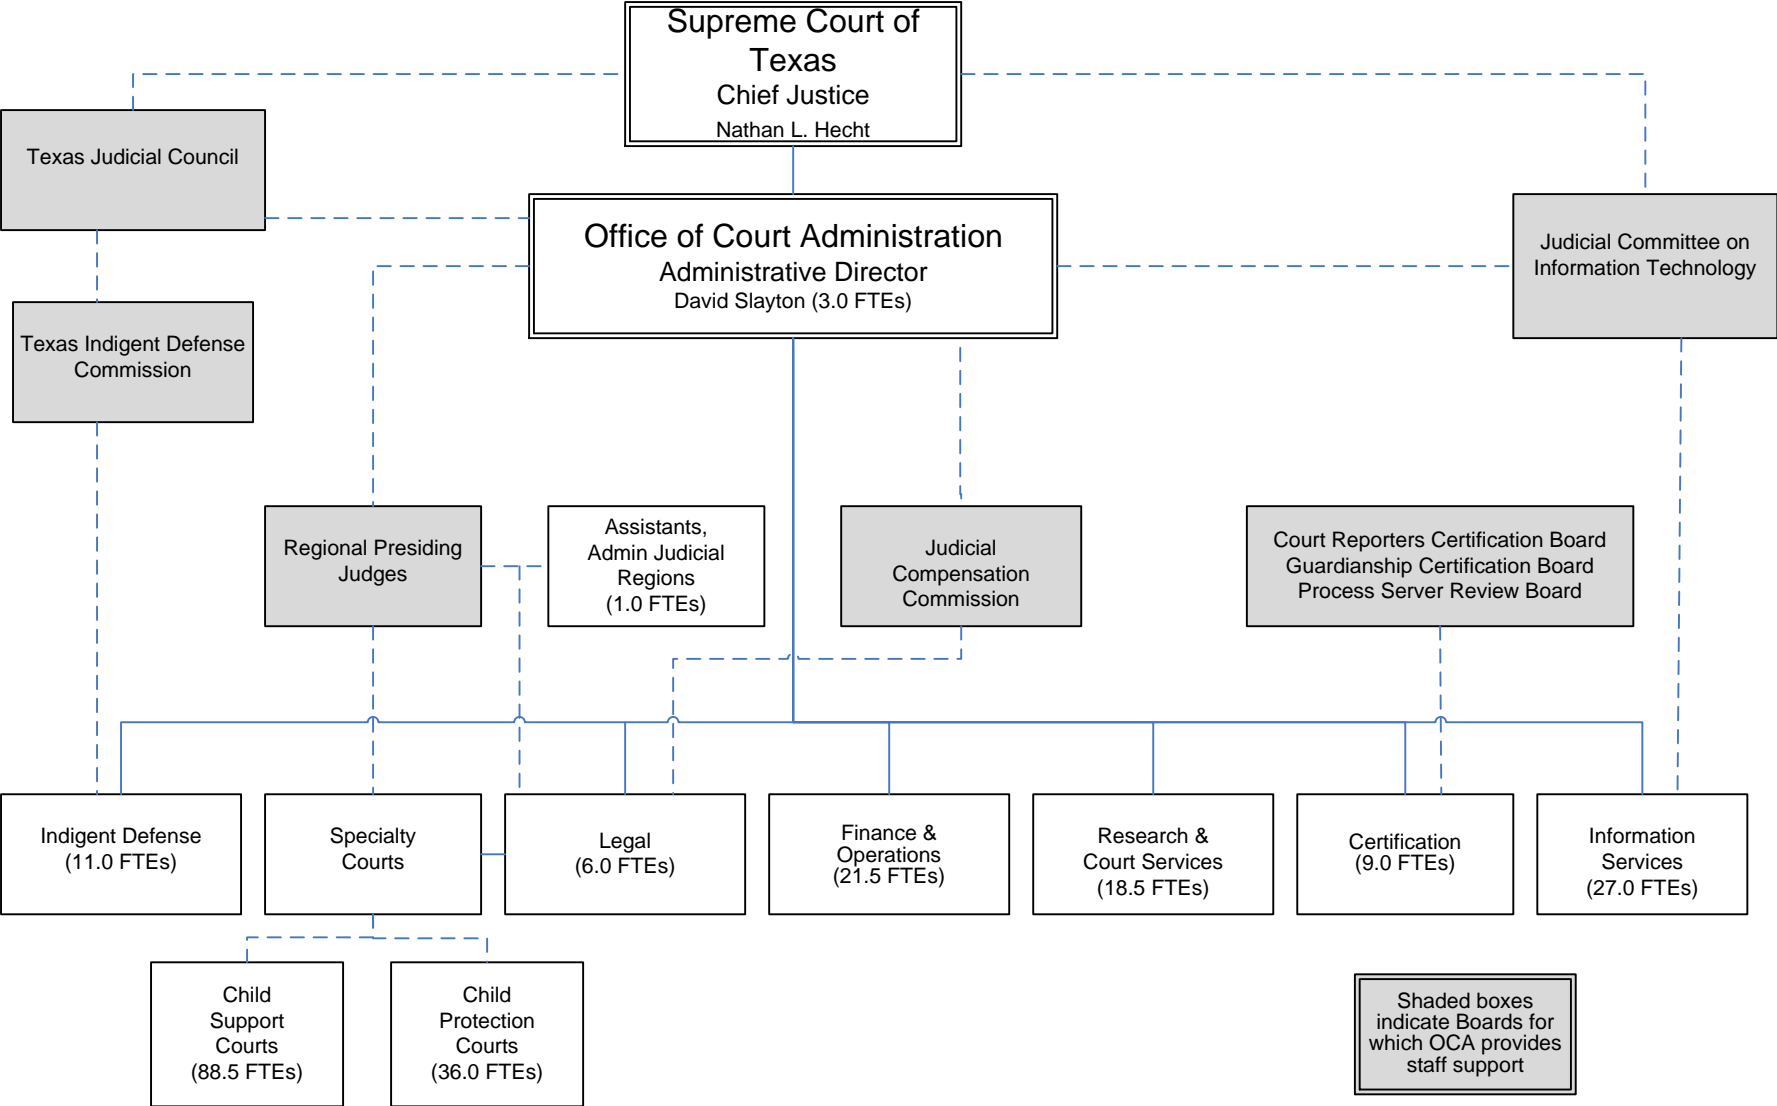 Supreme Court of
Texas
Chief Justice
Nathan L. Hecht
Texas Judicial Council
Office of Court Administration
Administrative Director
David Slayton (3.0 FTEs)
Judicial Committee on
Information Technology
Texas Indigent Defense
Commission
Regional Presiding
Judges
Assistants,
Admin Judicial
Regions
(1.0 FTEs)
Judicial
Compensation
Commission
Court Reporters Certification Board
Guardianship Certification Board
Process Server Review Board
Indigent Defense
(11.0 FTEs)
Specialty
Courts
Legal
(6.0 FTEs)
Finance &
Operations
(21.5 FTEs)
Research &
Court Services
(18.5 FTEs)
Certification
(9.0 FTEs)
Information
Services
(27.0 FTEs)
Child
Support
Courts
(88.5 FTEs)
Child
Protection
Courts
(36.0 FTEs)
Shaded boxes
indicate Boards for
which OCA provides
staff support